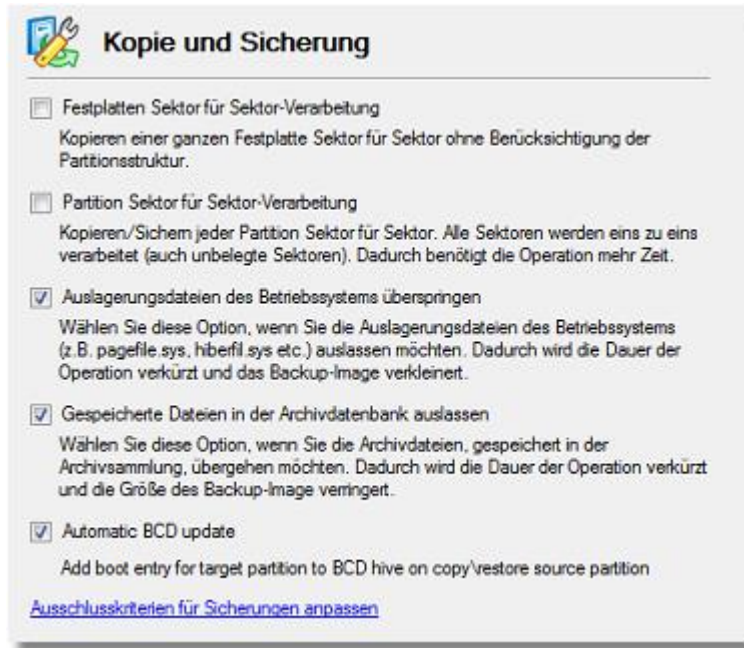 Kopie und Sicherung
Festplatten Sektor für Sektor-Verarbeitung
Kopieren einer ganzen Festplatte Sektor für Sektor ohne Berücksichtigung der
Partitionsstruktur.
Partition Sektor für Sektor-Verarbeitung
Kopieren/Sichern jeder Partition Sektor für Sektor. Alle Sektoren werden eins zu eins
verarbeitet (auch unbelegte Sektoren). Dadurch benötigt die Operation mehr Zeit.
Auslagerungsdateien des Betriebssystems überspringen
Wählen Sie diese Option, wenn Sie die Auslagerungsdateien des Betriebssystems
(z.B. pagefile.sys, hiberfil.sys etc.) auslassen möchten. Dadurch wird die Dauer der
Operation verkürzt und das Backup-Image verkleinert.
Gespeicherte Dateien in der Archivdatenbank auslassen
Wählen Sie diese Option, wenn Sie die Archivdateien, gespeichert in der
Archivsammlung, übergehen möchten. Dadurch wird die Dauer der Operation verkürzt
und die Größe des Backup-Image verringert.
Automatic BCD update
Add boot entry for target partition to BCD hive on copy\restore source partition
Ausschlusskriterien für Sicherungen anpassen